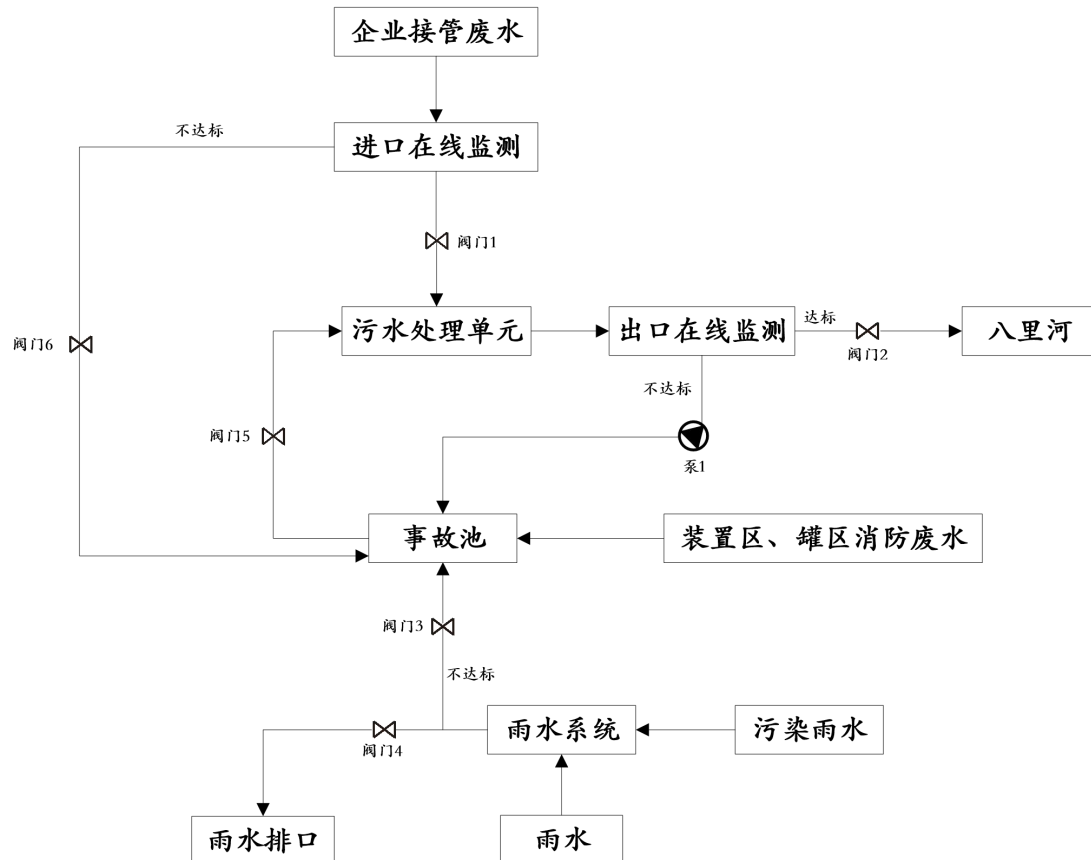 企业接管废水
不达标
进口在线监测
阀门1
污水处理单元
出口在线监测
达标
八里河
阀门6
阀门2
不达标
阀门5
泵1
事故池
装置区、罐区消防废水
阀门3
不达标
雨水系统
污染雨水
阀门4
雨水排口
雨水